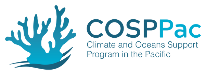 COSPPac
Climate and Oceans Support
Program in the Pacific